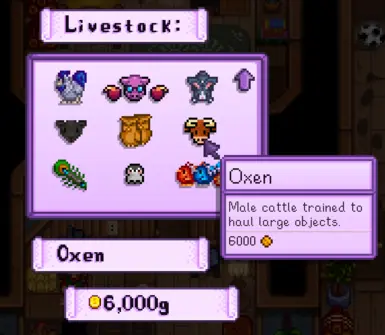 Livestock:
Oxen
Male cattle trained to
haul large objects.
6000
Oxen
6,000g